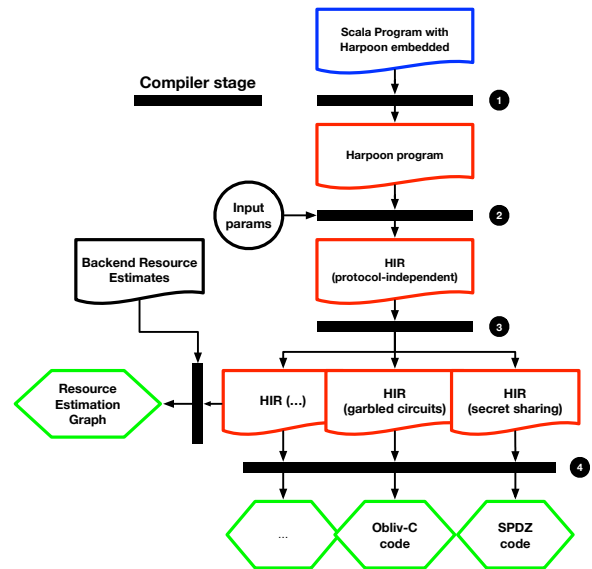 Scala Program with
Harpoon embedded
Compiler stage
1
Harpoon program
Input
params
2
Backend Resource
Estimates
HIR
(protocol-independent)
3
Resource
Estimation
Graph
HIR (...)
HIR
(garbled circuits)
HIR
(secret sharing)
4
...
Obliv-C
code
SPDZ
code